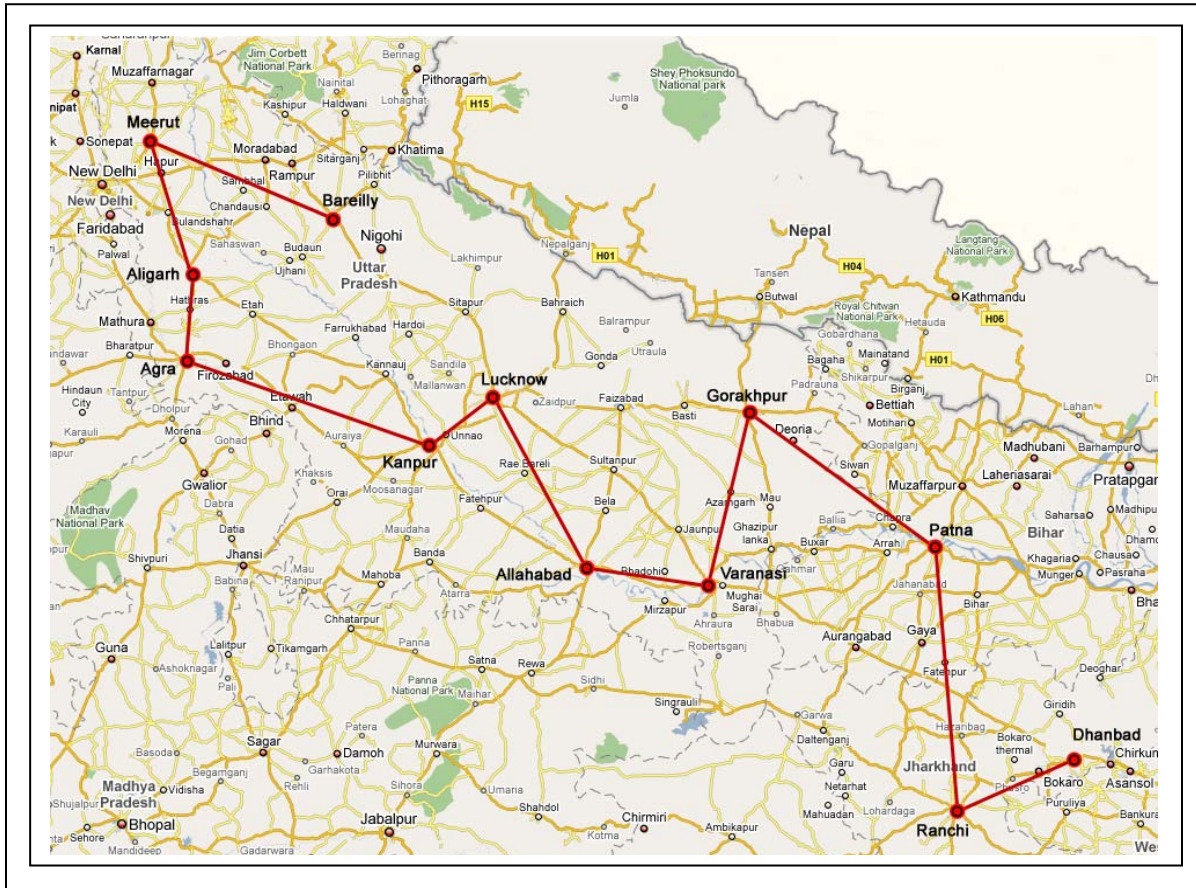 Karnal
Jim Corbett
National Park
Berinag
Muzaffarnagar
Nainital
Pithoragarh
Shey Phoksundo
National park
Kashipur
Haldwani
Lohaghat
H15
Jumla
Meerut
Sonepat
Hapur
Moradabad
Sitarganj
Khatima
New Delhi
Rampur
Pilibhit
New Delhi
Sambhal
Bareilly
Chandausi
Faridabad
Bulandshahr
Nigohi
Nepal
Palwal
Sahaswan
Budaun
Nepalganj
H01
Langtang
National Park
Aligarh
Ujhani
Uttar
Pradesh
Lakhimpur
Tansen
H04
Hathras
Etah
Sitapur
Bahraich
Butwal
Kathmandu
Mathura
Farrukhabad
Hardoi
Balrampur
Royal Chitwan
National Park
Hetauda
H06
Bharatpur
Bhongaon
Utraula
Gobardhana
Agra
Firozabad
Kannauj
Sandila
Gonda
Bagaha
Mainatand
H01
Hindaun
City
Tantpur
Etawah
Mallanwan
Lucknow
Padrauna
Shikarpur
Birganj
Dholpur
Zaidpur
Faizabad
Gorakhpur
Bettiah
Lahan
Karauli
Morena
Bhind
Basti
Motihari
Gohad
Auraiya
Kanpur
Unnao
Deoria
Gopalganj
Madhubani
Barhampur
Khaksis
Rae Bareli
Sultanpur
Siwan
Laheriasarai
Pratapgar
Gwalior
Orai
Moosanagar
Muzaffarpur
Dabra
Fatehpur
Bela
Azamgarh
Mau
Madhav
National Park
Datia
Maudaha
Jaunpur
Ghazipur
Ballia
Chapra
Patna
Saharsa
Madhipu
lanka
Bihar
Shivpuri
Jhansi
Banda
Buxar
Arrah
Khagaria
Chausa
Babina
Mau
Ranipur
Mahoba
Allahabad
Bhadohi
Varanasi
Gahmar
Jahanabad
Munger
Pasraha
Atarra
Mirzapur
Mughai
Sarai
Bihar
Chhatarpur
Ahraura
Bhabua
Guna
Lalitpur
Tikamgarh
Panna
Robertsganj
Aurangabad
Gaya
Ashoknagar
Satna
Rewa
Fatehpur
Deoghar
Pali
Panna
National Park
Maihar
Sidhi
Singrauli
Garwa
Giridih
Patera
Daltenganj
Hazaribag
Bokaro
thermal
Dhanbad
Basoda
Sagar
Damoh
Murwara
Chirkun
Begamganj
Garhakota
Garu
Jharkhand
Madhya
Pradesh
Vidisha
Rehli
Sihora
Umaria
Netarhat
Bokaro
Asansol
Shujalpur
Shahdol
Mahuadan
Lohardaga
Puruliya
Bhopal
Jabalpur
Chirmiri
Ranchi
Bankura
Sehore
Kotma
Ambikapur
Mandideep
Gadarwara
Wes